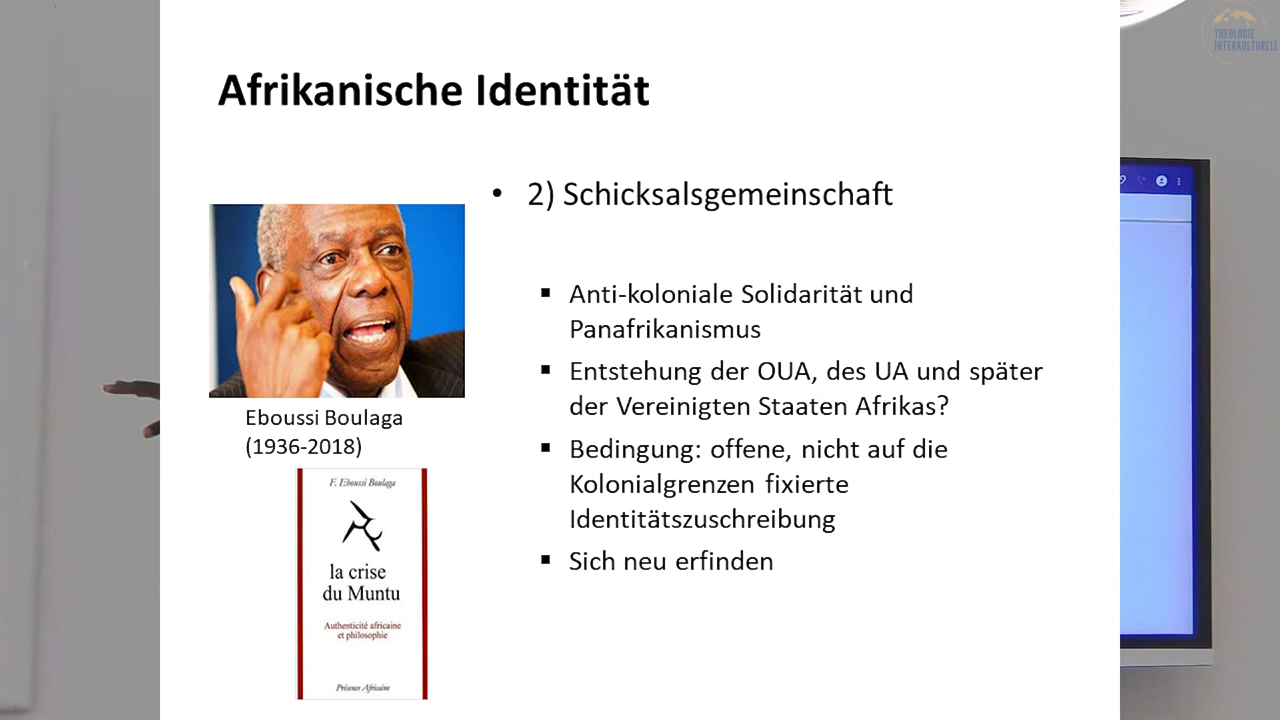 THEOLOGIE
INTERKULTURELL
Afrikanische Identität
• 2) Schicksalsgemeinschaft
▪ Anti-koloniale Solidarität und
Panafrikanismus
▪ Entstehung der OUA, des UA und später
der Vereinigten Staaten Afrikas?
▪ Bedingung: offene, nicht auf die
Kolonialgrenzen fixierte
Identitätszuschreibung
▪ Sich neu erfinden
Eboussi Boulaga
(1936-2018)
F. Eboussi Boulaga
la crise
du Muntu
Authenticité africaine
et philosophie
Présence Africaine